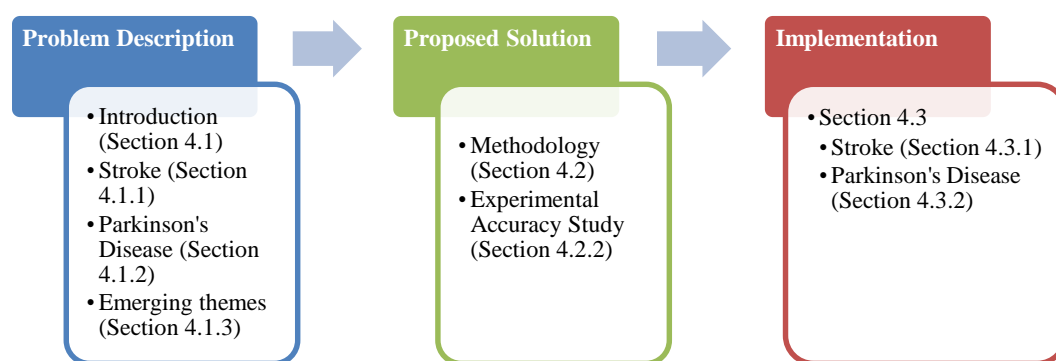 Problem Description
• Introduction
(Section 4.1)
• Stroke (Section
4.1.1)
• Parkinson's
Disease (Section
4.1.2)
• Emerging themes
(Section 4.1.3)
Proposed Solution
• Methodology
(Section 4.2)
• Experimental
Accuracy Study
(Section 4.2.2)
Implementation
• Section 4.3
• Stroke (Section 4.3.1)
• Parkinson's Disease
(Section 4.3.2)